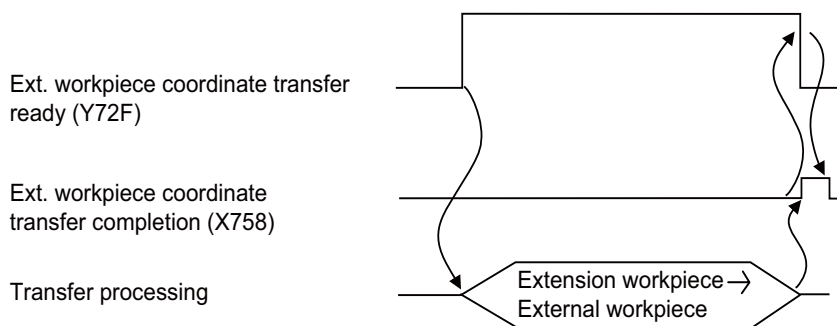 Ext. workpiece coordinate transfer
ready (Y72F)
Ext. workpiece coordinate
transfer completion (X758)
Transfer processing
Extension workpiece →
External workpiece